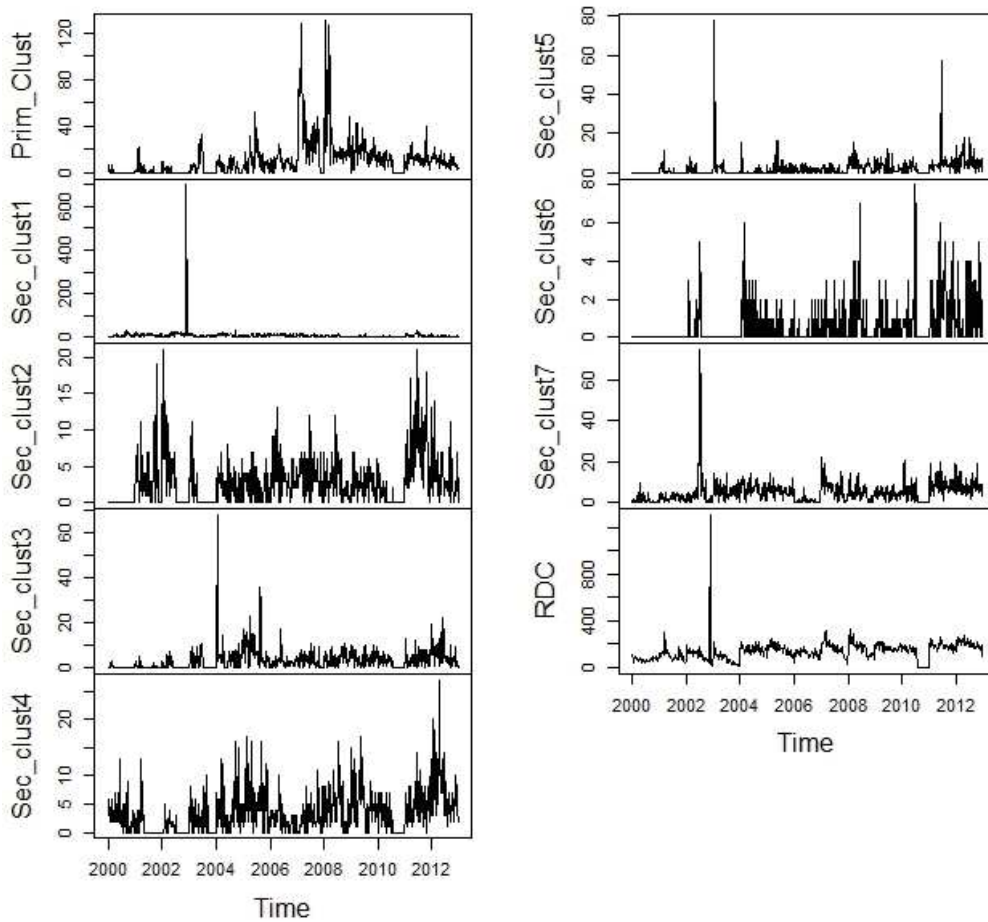 Prim_Clust
0 40 80 120
Sec_clust1
0 200 400 600
Sec_clust2
0 5 10 15 20
Sec_clust3
0 20 40 60
Sec_clust4
0 5 10 20
2000 2002 2004 2006 2008 2010 2012
Time
Sec_clust5
0 20 40 60 80
Sec_clust6
0 2 4 6 8
Sec_clust7
0 20 40 60
RDC
0 400 800
2000 2002 2004 2006 2008 2010 2012
Time